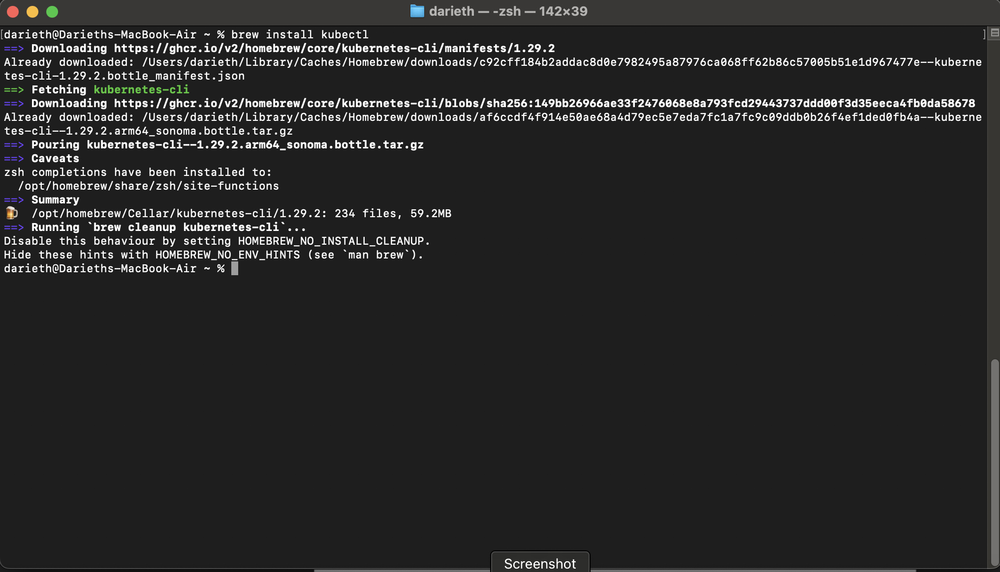 darieth — -zsh — 142×39
[darieth@Darieths-MacBook-Air ~ % brew install kubectl ]
==> Downloading https://ghcr.io/v2/homebrew/core/kubernetes-cli/manifests/1.29.2
Already downloaded: /Users/darieth/Library/Caches/Homebrew/downloads/c92cff184b2addac8d0e7982495a87976ca068ff62b86c57005b51e1d967477e--kuberne
tes-cli-1.29.2.bottle_manifest.json
==> Fetching kubernetes-cli
==> Downloading https://ghcr.io/v2/homebrew/core/kubernetes-cli/blobs/sha256:149bb26966ae33f2476068e8a793fcd29443737ddd00f3d35eeca4fb0da58678
Already downloaded: /Users/darieth/Library/Caches/Homebrew/downloads/af6ccdf4f914e50ae68a4d79ec5e7eda7fc1a7fc9c09ddb0b26f4ef1ded0fb4a--kuberne
tes-cli--1.29.2.arm64_sonoma.bottle.tar.gz
==> Pouring kubernetes-cli--1.29.2.arm64_sonoma.bottle.tar.gz
==> Caveats
zsh completions have been installed to:
  /opt/homebrew/share/zsh/site-functions
==> Summary
🍺  /opt/homebrew/Cellar/kubernetes-cli/1.29.2: 234 files, 59.2MB
==> Running `brew cleanup kubernetes-cli`...
Disable this behaviour by setting HOMEBREW_NO_INSTALL_CLEANUP.
Hide these hints with HOMEBREW_NO_ENV_HINTS (see `man brew`).
darieth@Darieths-MacBook-Air ~ %
Screenshot